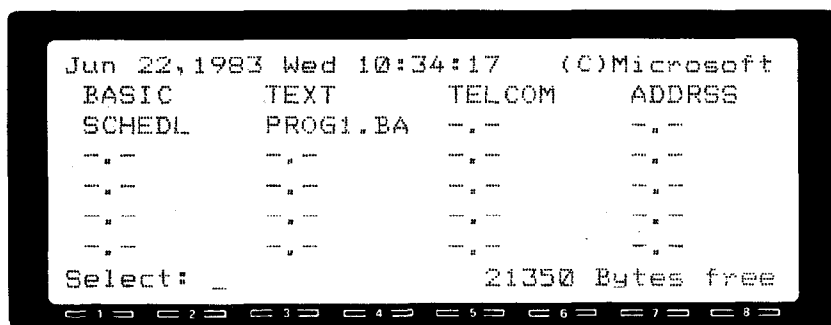 Jun 22,1983 Wed 10:34:17 (C)Microsoft
BASIC TEXT TELCOM ADDRSS
SCHEDL PROG1.BA -.- -.-
-.- -.- -.- -.-
-.- -.- -.- -.-
-.- -.- -.- -.-
-.- -.- -.- -.-
Select: _ 21350 Bytes free
1 2 3 4 5 6 7 8